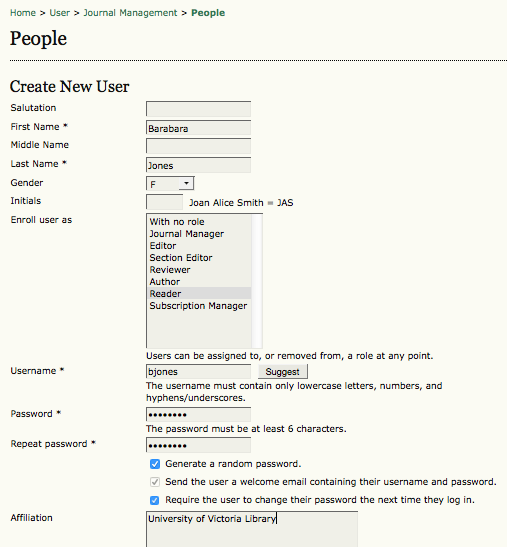 Home > User > Journal Management > People
People
Create New User
Salutation
First Name * Barabara
Middle Name
Last Name * Jones
Gender F
Initials Joan Alice Smith = JAS
Enroll user as With no role
Journal Manager
Editor
Section Editor
Reviewer
Author
Reader
Subscription Manager
Users can be assigned to, or removed from, a role at any point.
Username * bjones Suggest
The username must contain only lowercase letters, numbers, and
hyphens/underscores.
Password * ••••••••
The password must be at least 6 characters.
Repeat password * ••••••••
Generate a random password.
Send the user a welcome email containing their username and password.
Require the user to change their password the next time they log in.
Affiliation University of Victoria Library